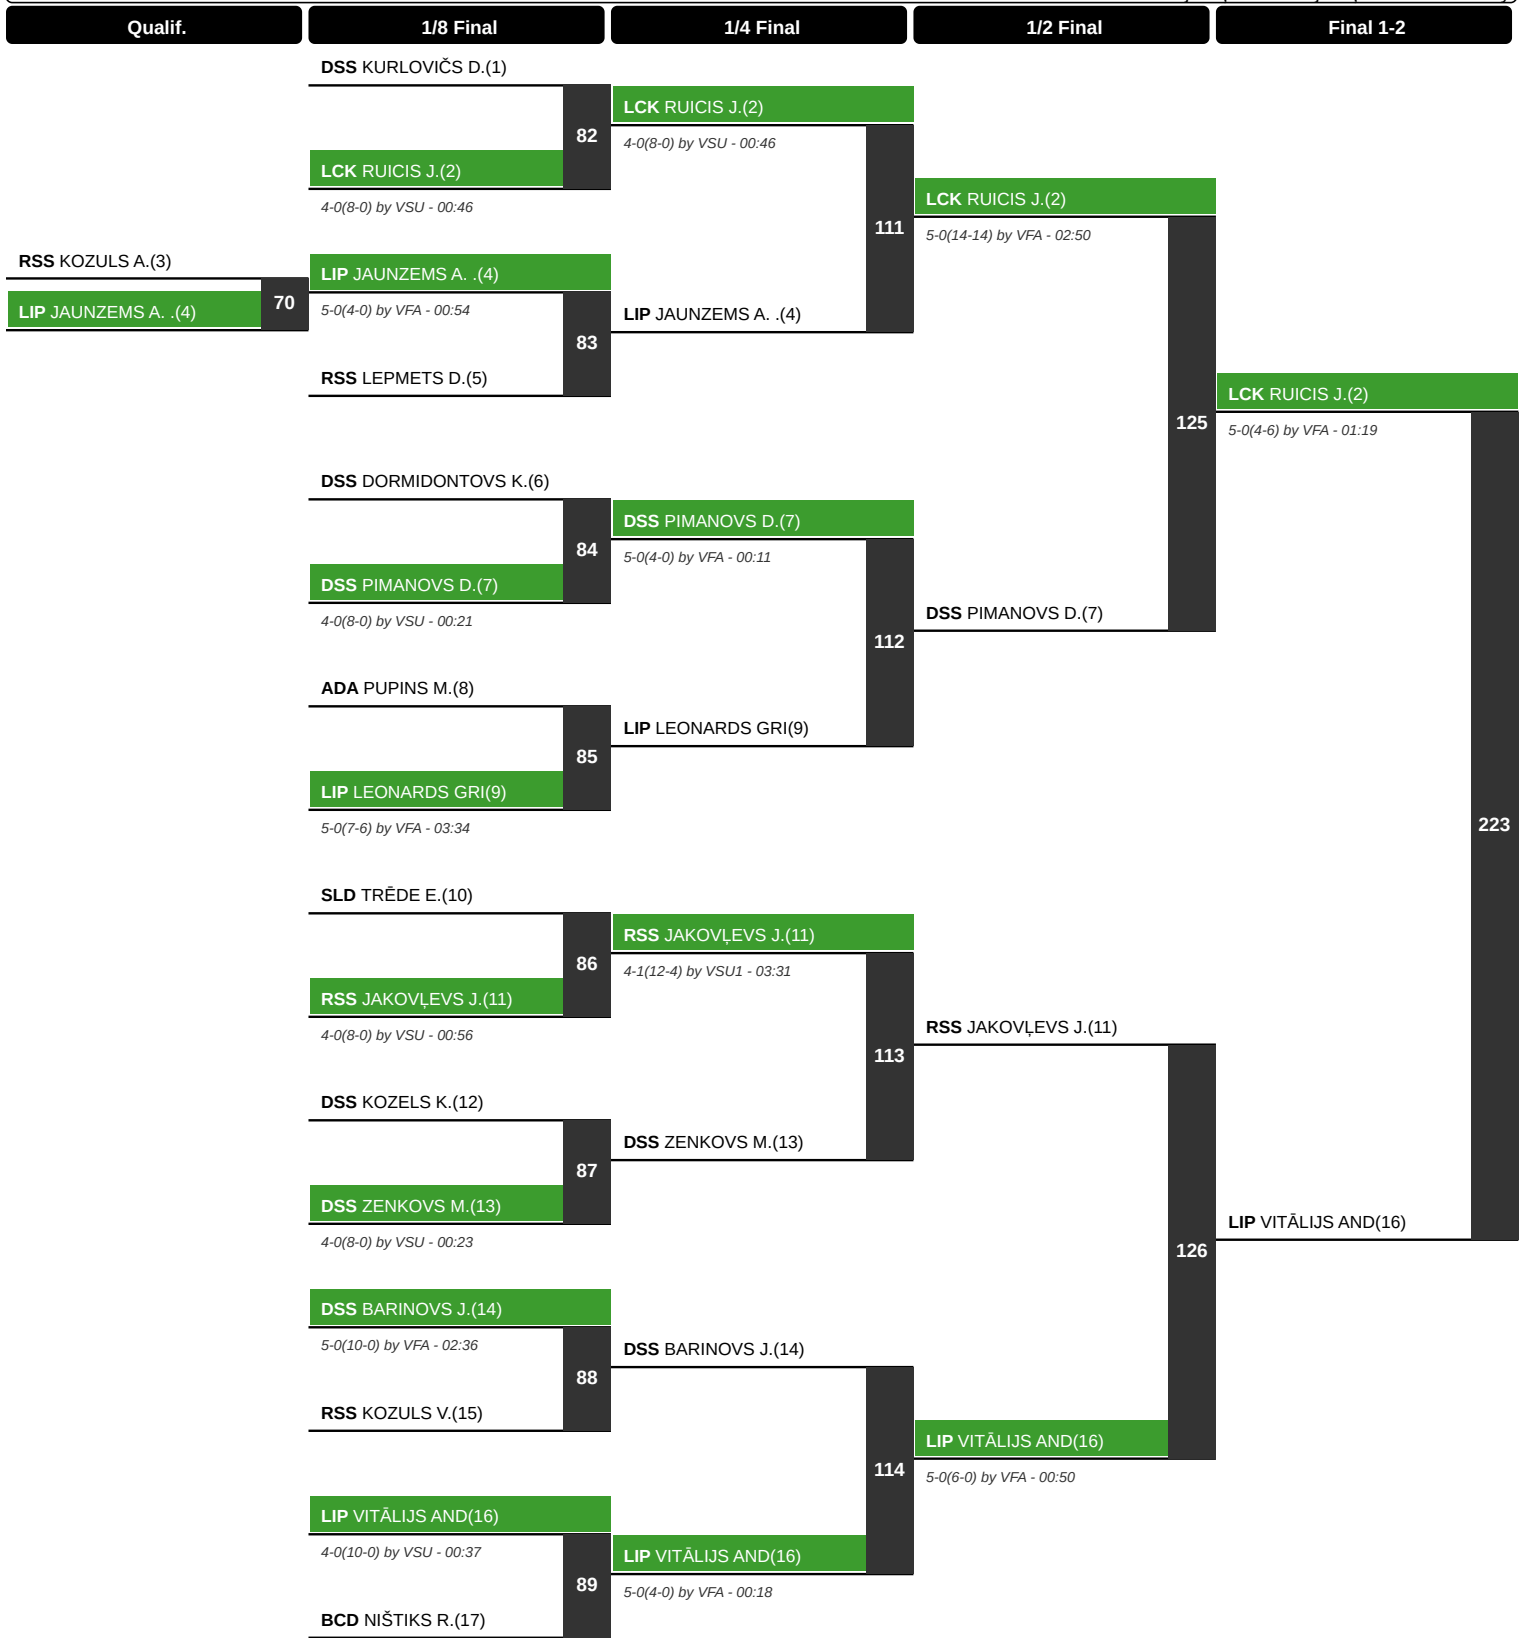 Qualif.
1/8 Final
1/4 Final
1/2 Final
Final 1-2
RSS KOZULS A.(3)
LIP JAUNZEMS A. .(4)
70
DSS KURLOVIČS D.(1)
82
LCK RUICIS J.(2)
4-0(8-0) by VSU - 00:46
LIP JAUNZEMS A. .(4)
5-0(4-0) by VFA - 00:54
83
RSS LEPMETS D.(5)
DSS DORMIDONTOVS K.(6)
84
DSS PIMANOVS D.(7)
4-0(8-0) by VSU - 00:21
ADA PUPINS M.(8)
85
LIP LEONARDS GRI(9)
5-0(7-6) by VFA - 03:34
SLD TRĒDE E.(10)
86
RSS JAKOVĻEVS J.(11)
4-0(8-0) by VSU - 00:56
DSS KOZELS K.(12)
87
DSS ZENKOVS M.(13)
4-0(8-0) by VSU - 00:23
DSS BARINOVS J.(14)
5-0(10-0) by VFA - 02:36
88
RSS KOZULS V.(15)
LIP VITĀLIJS AND(16)
4-0(10-0) by VSU - 00:37
89
BCD NIŠTIKS R.(17)
LCK RUICIS J.(2)
4-0(8-0) by VSU - 00:46
111
LIP JAUNZEMS A. .(4)
DSS PIMANOVS D.(7)
5-0(4-0) by VFA - 00:11
112
LIP LEONARDS GRI(9)
RSS JAKOVĻEVS J.(11)
4-1(12-4) by VSU1 - 03:31
113
DSS ZENKOVS M.(13)
DSS BARINOVS J.(14)
114
LIP VITĀLIJS AND(16)
5-0(4-0) by VFA - 00:18
LCK RUICIS J.(2)
5-0(14-14) by VFA - 02:50
125
DSS PIMANOVS D.(7)
RSS JAKOVĻEVS J.(11)
126
LIP VITĀLIJS AND(16)
5-0(6-0) by VFA - 00:50
LCK RUICIS J.(2)
5-0(4-6) by VFA - 01:19
223
LIP VITĀLIJS AND(16)